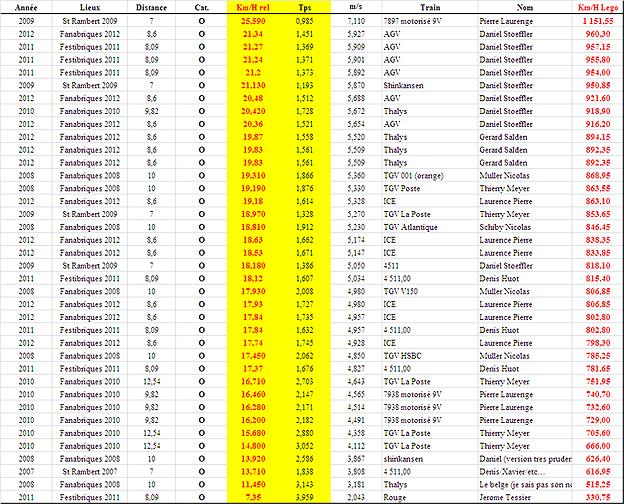 Année Lieux Distance Cat. Km/H rel Tps m/s Train Nom Km/H Lego
2009 St Rambert 2009 7 O 25,590 0,985 7,110 7897 motorisé 9V Pierre Laurenge 1 151,55
2012 Fanabriques 2012 8,6 O 21,34 1,451 5,927 AGV Daniel Stoeffler 960,30
2011 Festibriques 2011 8,09 O 21,27 1,369 5,909 AGV Daniel Stoeffler 957,15
2011 Festibriques 2011 8,09 O 21,24 1,371 5,901 AGV Daniel Stoeffler 955,80
2011 Festibriques 2011 8,09 O 21,2 1,373 5,892 AGV Daniel Stoeffler 954,00
2009 St Rambert 2009 7 O 21,130 1,193 5,870 Shinkansen Daniel Stoeffler 950,85
2012 Fanabriques 2012 8,6 O 20,48 1,512 5,688 AGV Daniel Stoeffler 921,60
2010 Fanabriques 2010 9,82 O 20,420 1,728 5,672 Thalys Daniel Stoeffler 918,90
2012 Fanabriques 2012 8,6 O 20,36 1,521 5,654 AGV Daniel Stoeffler 916,20
2012 Fanabriques 2012 8,6 O 19,87 1,558 5,520 Thalys Gerard Salden 894,15
2012 Fanabriques 2012 8,6 O 19,83 1,561 5,509 Thalys Gerard Salden 892,35
2012 Fanabriques 2012 8,6 O 19,83 1,561 5,509 Thalys Gerard Salden 892,35
2008 Fanabriques 2008 10 O 19,310 1,866 5,360 TGV 001 (orange) Muller Nicolas 868,95
2008 Fanabriques 2008 10 O 19,190 1,876 5,330 TGV Poste Thierry Meyer 863,55
2012 Fanabriques 2012 8,6 O 19,18 1,614 5,328 ICE Laurence Pierre 863,10
2009 St Rambert 2009 7 O 18,970 1,328 5,270 TGV La Poste Thierry Meyer 853,65
2008 Fanabriques 2008 10 O 18,810 1,912 5,230 TGV Atlantique Schiby Nicolas 846,45
2012 Fanabriques 2012 8,6 O 18,63 1,662 5,174 ICE Laurence Pierre 838,35
2012 Fanabriques 2012 8,6 O 18,53 1,671 5,147 ICE Laurence Pierre 833,85
2009 St Rambert 2009 7 O 18,180 1,386 5,050 4511 Daniel Stoeffler 818,10
2011 Festibriques 2011 8,09 O 18,12 1,607 5,034 4 511,00 Denis Huot 815,40
2008 Fanabriques 2008 10 O 17,930 2,008 4,980 TGV V150 Muller Nicolas 806,85
2012 Fanabriques 2012 8,6 O 17,93 1,727 4,980 ICE Laurence Pierre 806,85
2012 Fanabriques 2012 8,6 O 17,84 1,735 4,957 ICE Laurence Pierre 802,80
2011 Festibriques 2011 8,09 O 17,84 1,632 4,957 4 511,00 Denis Huot 802,80
2012 Fanabriques 2012 8,6 O 17,74 1,745 4,928 ICE Laurence Pierre 798,30
2008 Fanabriques 2008 10 O 17,450 2,062 4,850 TGV HSBC Muller Nicolas 785,25
2011 Festibriques 2011 8,09 O 17,37 1,676 4,827 4 511,00 Denis Huot 781,65
2010 Fanabriques 2010 12,54 O 16,710 2,703 4,643 TGV La Poste Thierry Meyer 751,95
2010 Fanabriques 2010 9,82 O 16,460 2,147 4,565 7938 motorisé 9V Pierre Laurenge 740,70
2010 Fanabriques 2010 9,82 O 16,280 2,171 4,514 7938 motorisé 9V Pierre Laurenge 732,60
2010 Fanabriques 2010 9,82 O 16,200 2,182 4,491 7938 motorisé 9V Pierre Laurenge 729,00
2010 Fanabriques 2010 12,54 O 15,680 2,880 4,358 TGV La Poste Thierry Meyer 705,60
2010 Fanabriques 2010 12,54 O 14,800 3,052 4,112 TGV La Poste Thierry Meyer 666,00
2008 Fanabriques 2008 10 O 13,920 2,586 3,867 shinkansen Daniel (version tres pruden 626,40
2007 St Rambert 2007 7 O 13,710 1,838 3,808 4 511,00 Denis/Xavier/etc... 616,95
2008 Fanabriques 2008 10 O 11,450 3,143 3,181 Thalys Le belge (je sais pas son n 515,25
2011 Festibriques 2011 8,09 O 7,35 3,959 2,043 Rouge Jerome Tessier 330,75